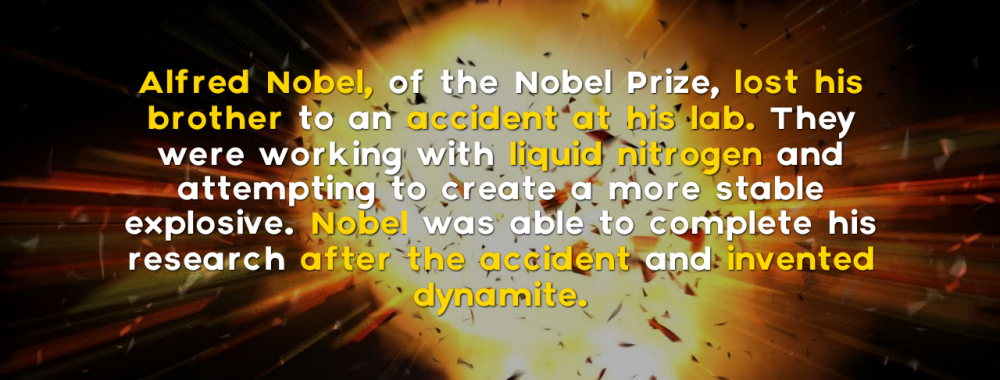 Alfred Nobel, of the Nobel Prize, lost his
brother to an accident at his lab. They
were working with liquid nitrogen and
attempting to create a more stable
explosive. Nobel was able to complete his
research after the accident and invented
dynamite.